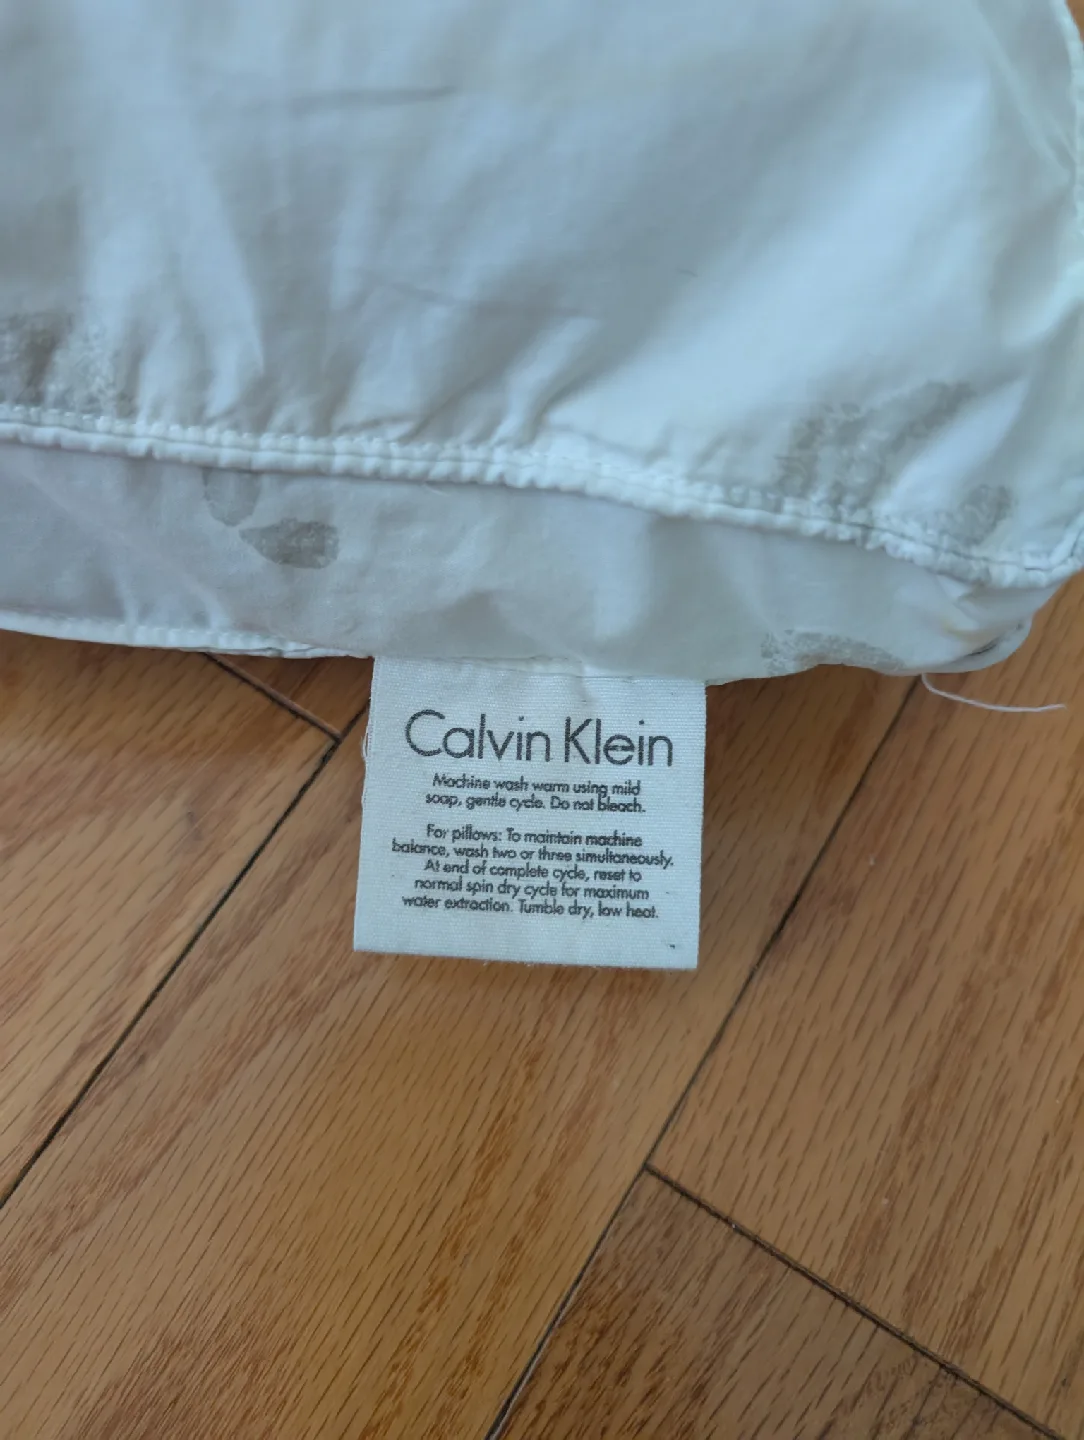 Calvin Klein
Machine wash warm using mild
soap, gentle cycle. Do not bleach.
For pillows: To maintain machine
balance, wash two or three simultaneously.
At end of complete cycle, reset to
normal spin dry cycle for maximum
water extraction. Tumble dry, low heat.